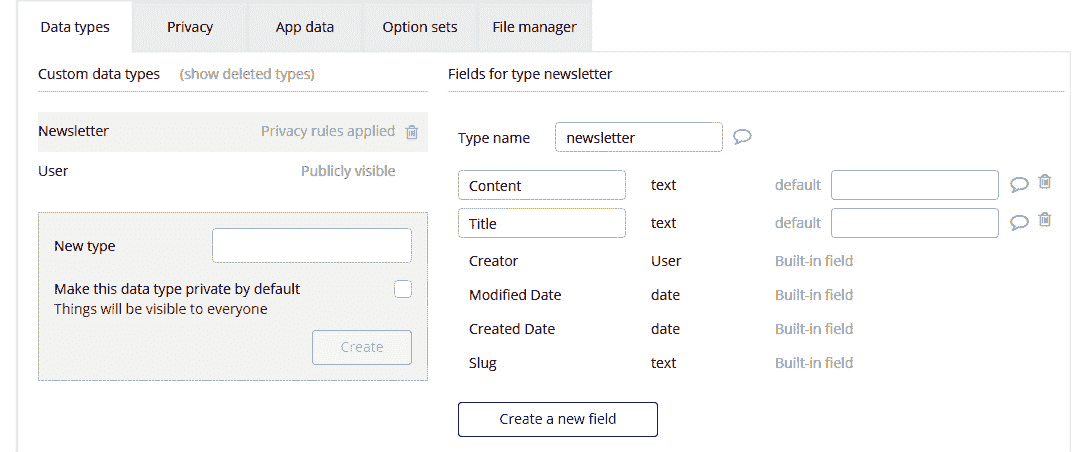 Data types Privacy App data Option sets File manager
Custom data types (show deleted types)
Newsletter Privacy rules applied
User Publicly visible
New type
Make this data type private by default
Things will be visible to everyone
Create
Fields for type newsletter
Type name newsletter
Content text default
Title text default
Creator User Built-in field
Modified Date date Built-in field
Created Date date Built-in field
Slug text Built-in field
Create a new field